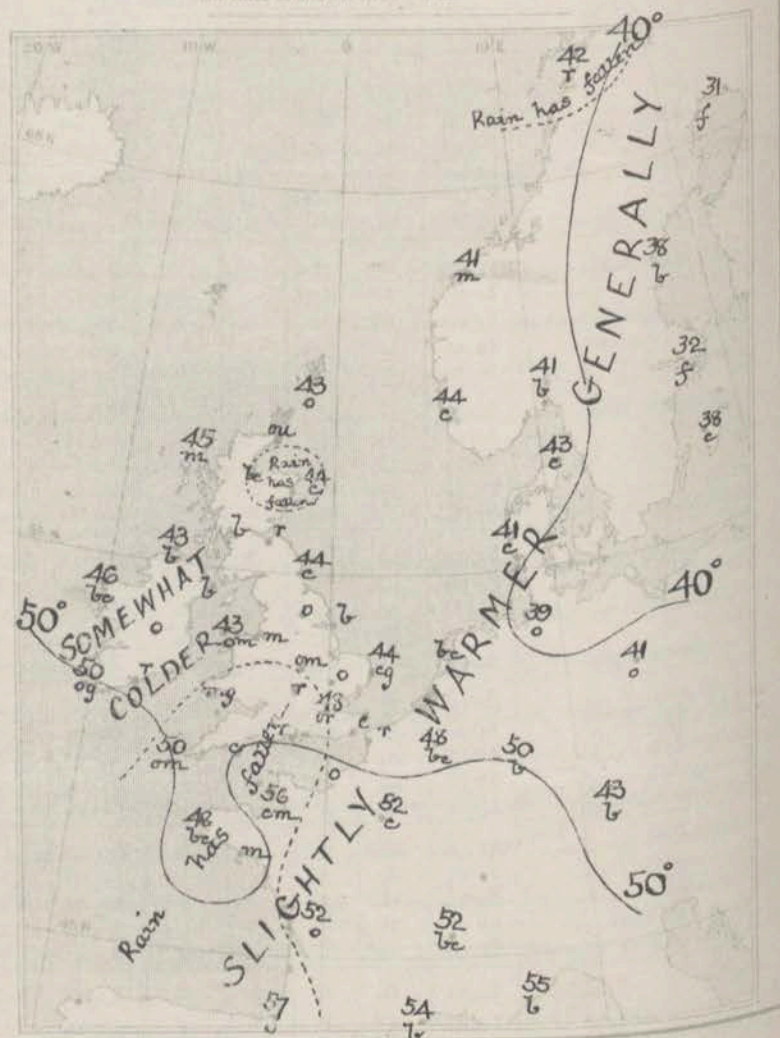 40°
42
r
31
f
Rain has fallen
GENERALLY
41
m
38
b
32
f
43
o
41
b
44
c
38
c
ou
45
m
43
c
bc
Rain
has
fallen
44
c
b
r
43
b
41
c
46
bc
b
44
c
40°
50°
SOMEWHAT
o
o
b
39
o
COLDER
43
om
m
WARMER
50
og
r
om
o
44
cg
bc
41
o
g
r
r
c
r
50
om
c
48
bc
50
b
o
56
cm
52
c
43
b
bc
m
50°
Rain has fallen
SLIGHTLY
52
o
52
bc
55
b
57
54
b